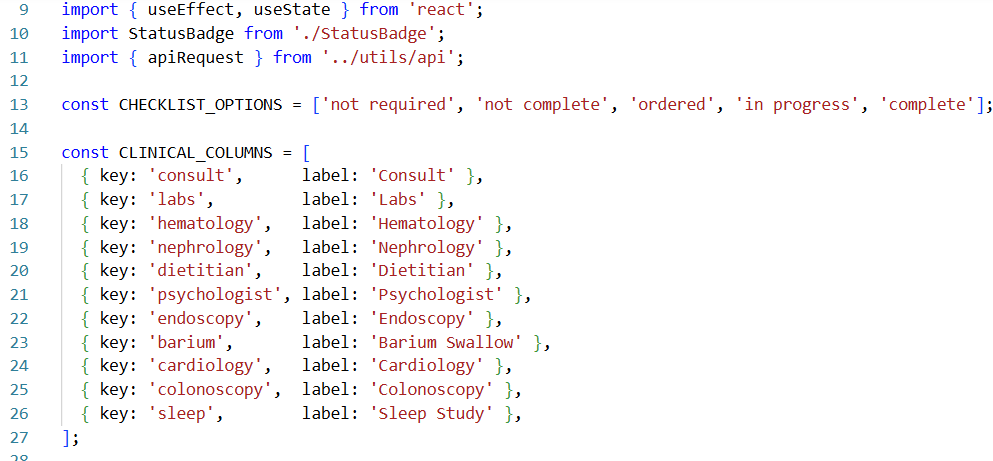 9 import { useEffect, useState } from 'react';
10 import StatusBadge from './StatusBadge';
11 import { apiRequest } from '../utils/api';
12
13 const CHECKLIST_OPTIONS = ['not required', 'not complete', 'ordered', 'in progress', 'complete'];
14
15 const CLINICAL_COLUMNS = [
16   { key: 'consult',      label: 'Consult' },
17   { key: 'labs',         label: 'Labs' },
18   { key: 'hematology',   label: 'Hematology' },
19   { key: 'nephrology',   label: 'Nephrology' },
20   { key: 'dietitian',    label: 'Dietitian' },
21   { key: 'psychologist', label: 'Psychologist' },
22   { key: 'endoscopy',    label: 'Endoscopy' },
23   { key: 'barium',       label: 'Barium Swallow' },
24   { key: 'cardiology',   label: 'Cardiology' },
25   { key: 'colonoscopy',  label: 'Colonoscopy' },
26   { key: 'sleep',        label: 'Sleep Study' },
27 ];
28